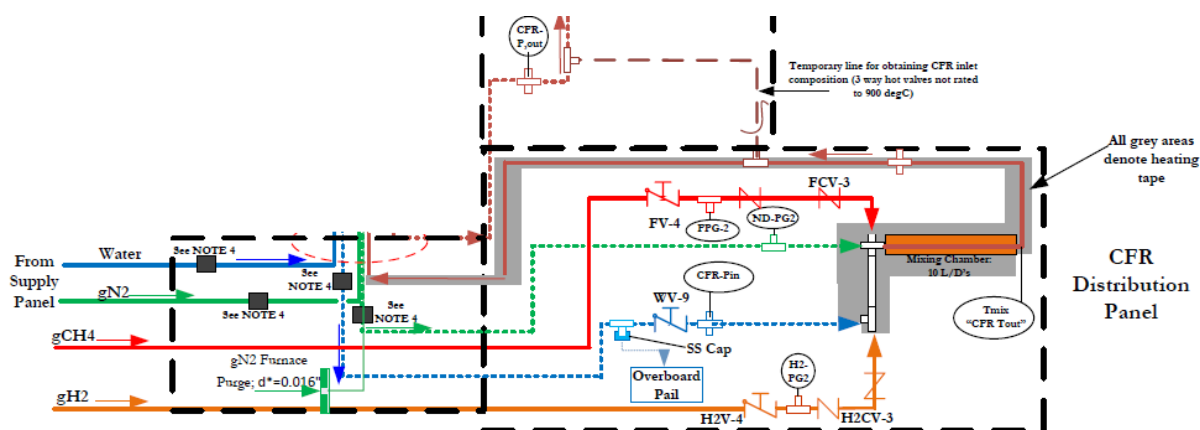 CFR-
P,out
Temporary line for obtaining CFR inlet
composition (3 way hot valves not rated
to 900 degC)
All grey areas
denote heating
tape
FCV-3
FV-4
FPG-2
ND-PG2
See NOTE 4
Water
From
Supply
Panel
See
NOTE 4
gN2
See NOTE 4
See
NOTE 4
gCH4
gN2 Furnace
Purge; d*=0.016"
gH2
CFR-Pin
WV-9
SS Cap
Overboard
Pail
Mixing Chamber:
10 L/D's
Tmix
"CFR Tout"
CFR
Distribution
Panel
H2-
PG2
H2V-4
H2CV-3